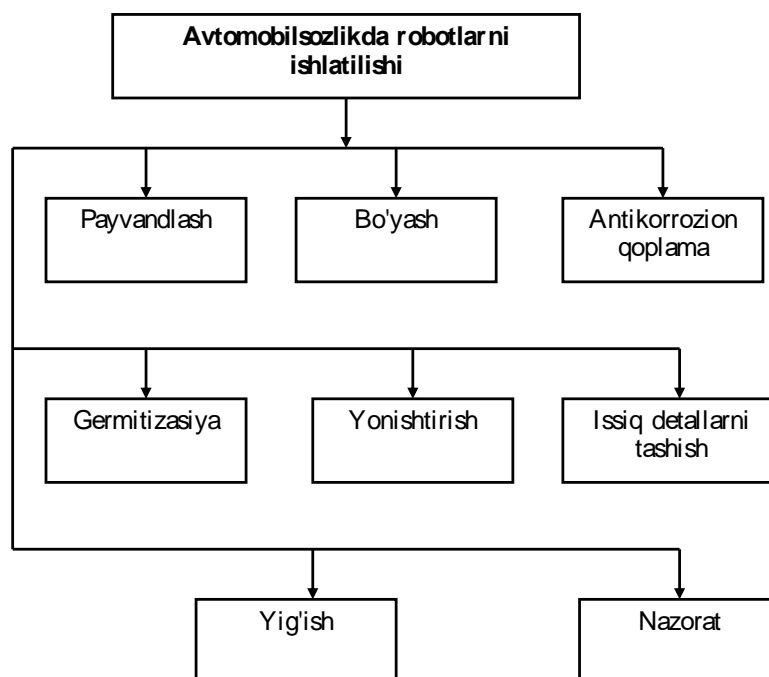 Avtomobilsozlikda robotlarni
ishlatilishi
Payvandlash
Bo'yash
Antikorrozion
qoplama
Germitizasiya
Yonishtirish
Issiq detallarni
tashish
Yig'ish
Nazorat